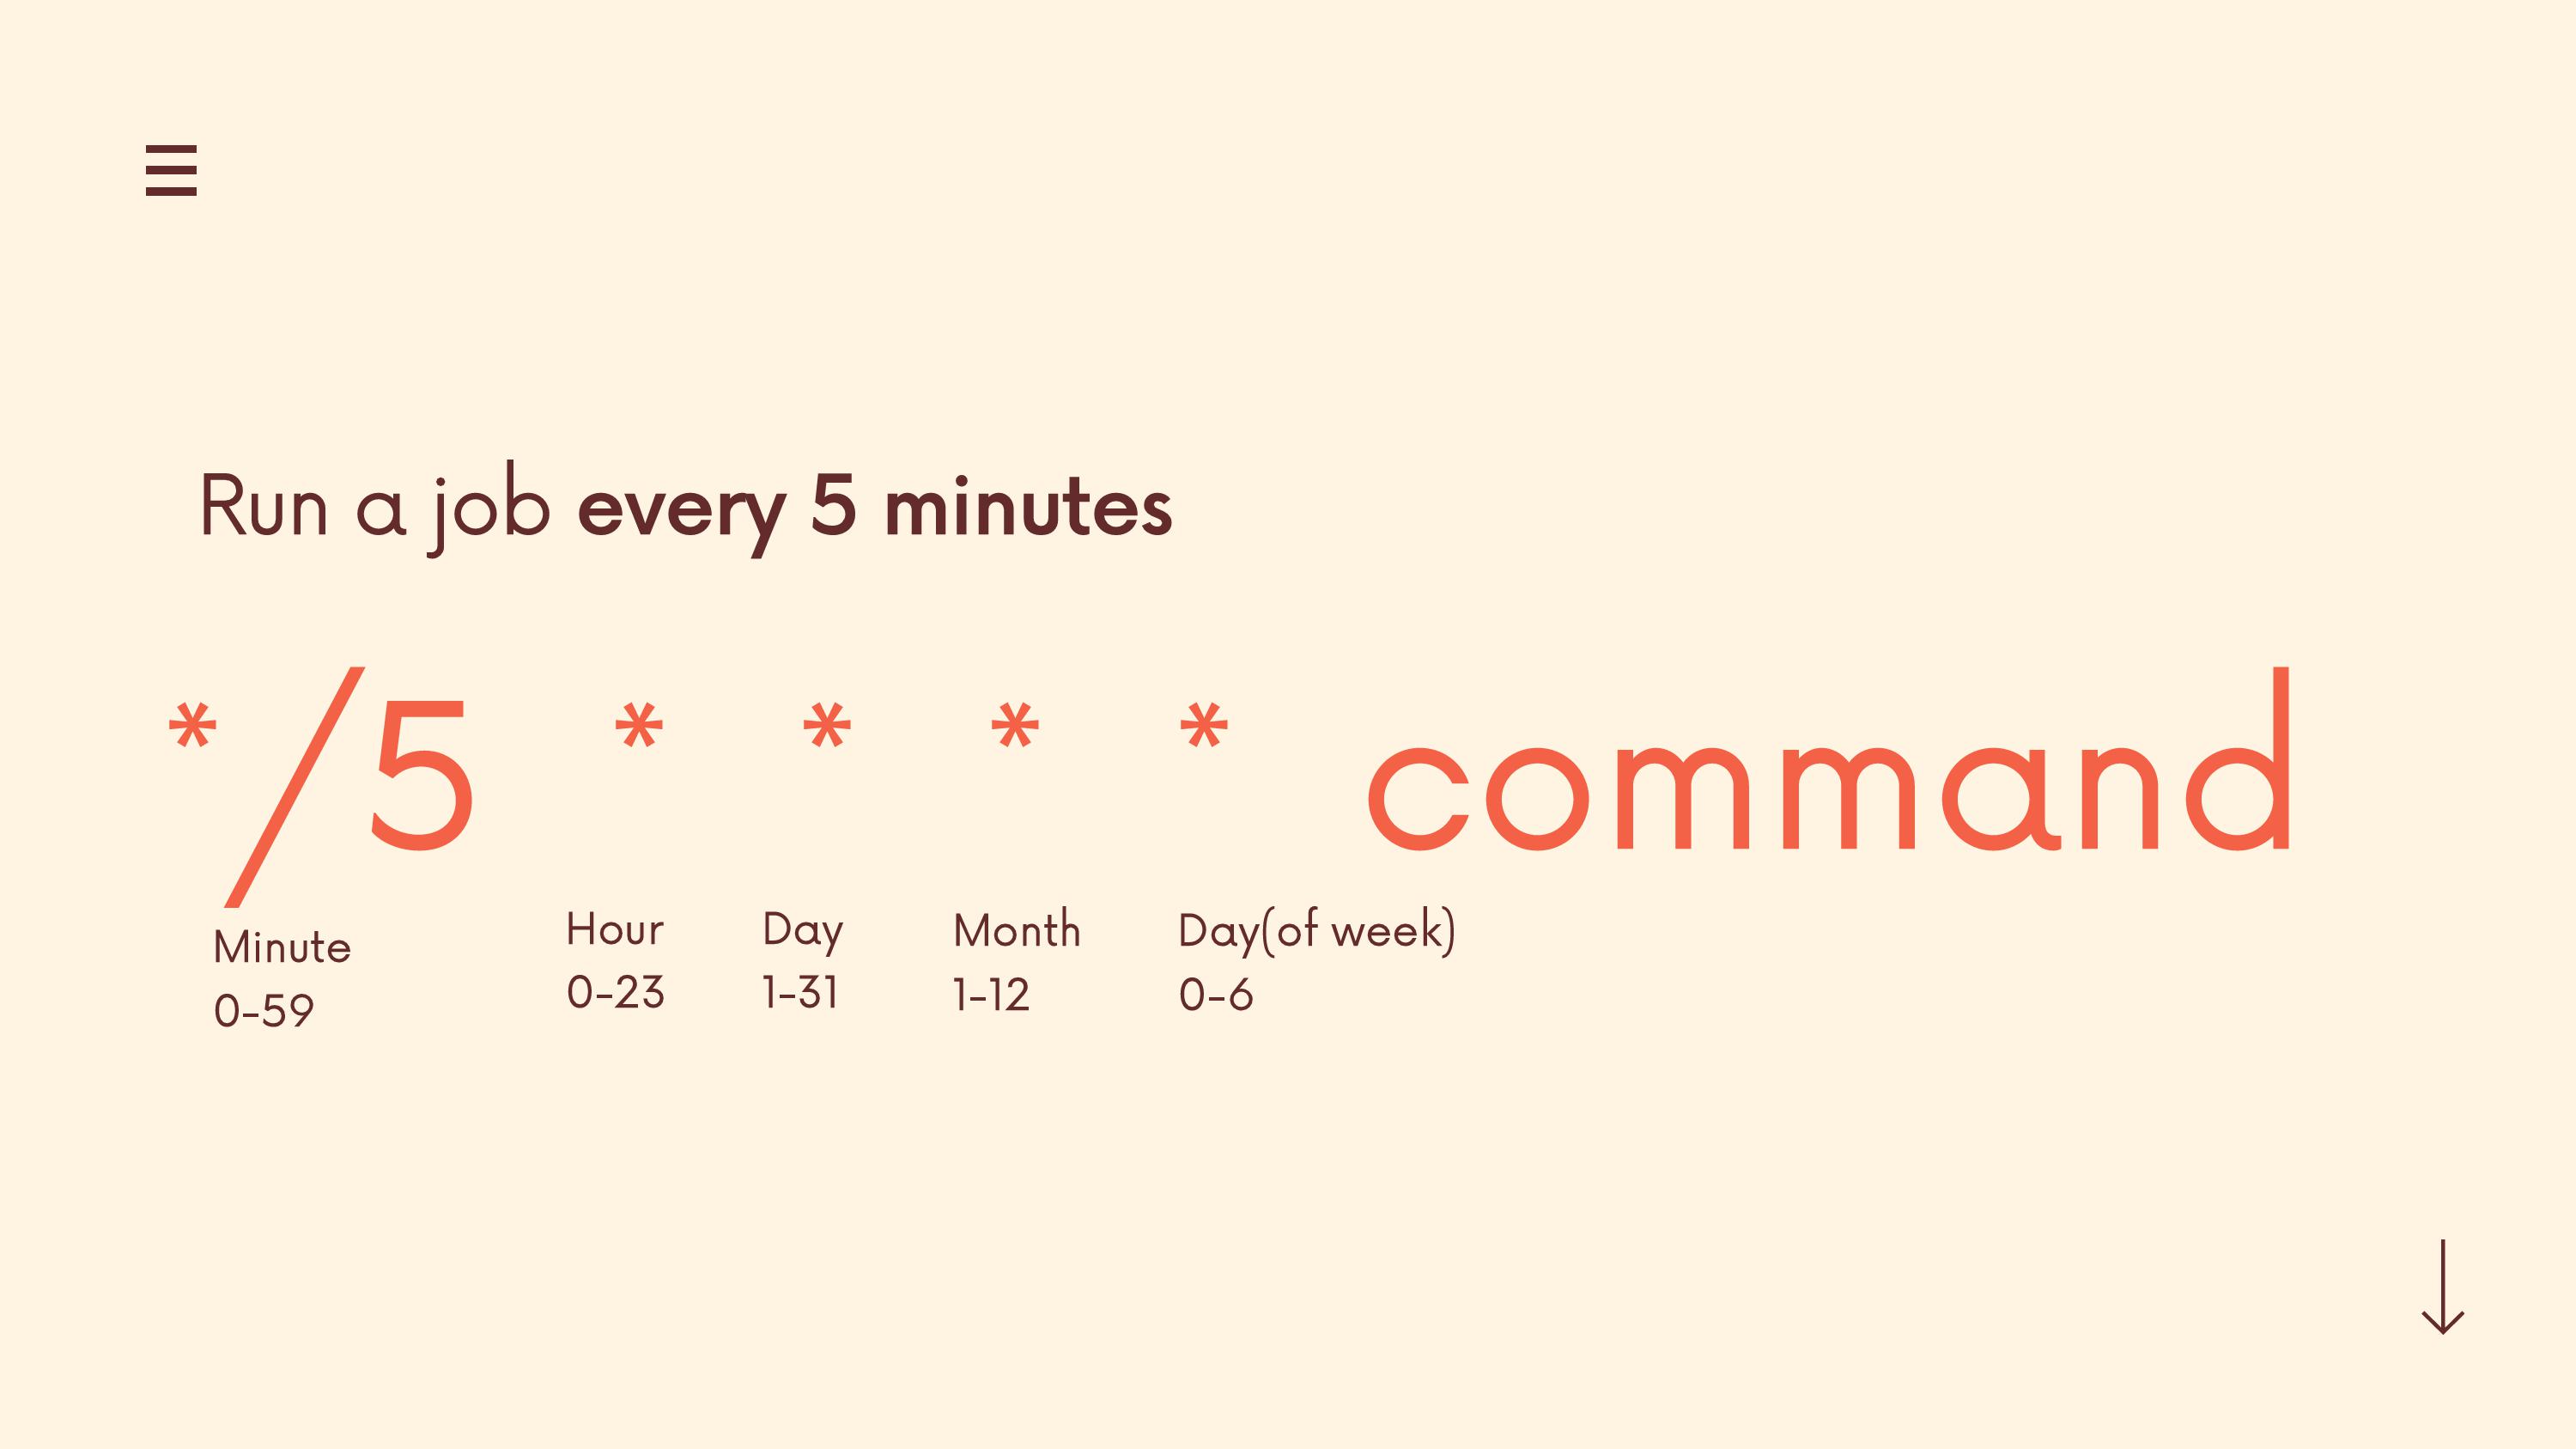 Run a job every 5 minutes
*/5 * * * * command
Minute Hour Day Month Day(of week)
0-59 0-23 1-31 1-12 0-6